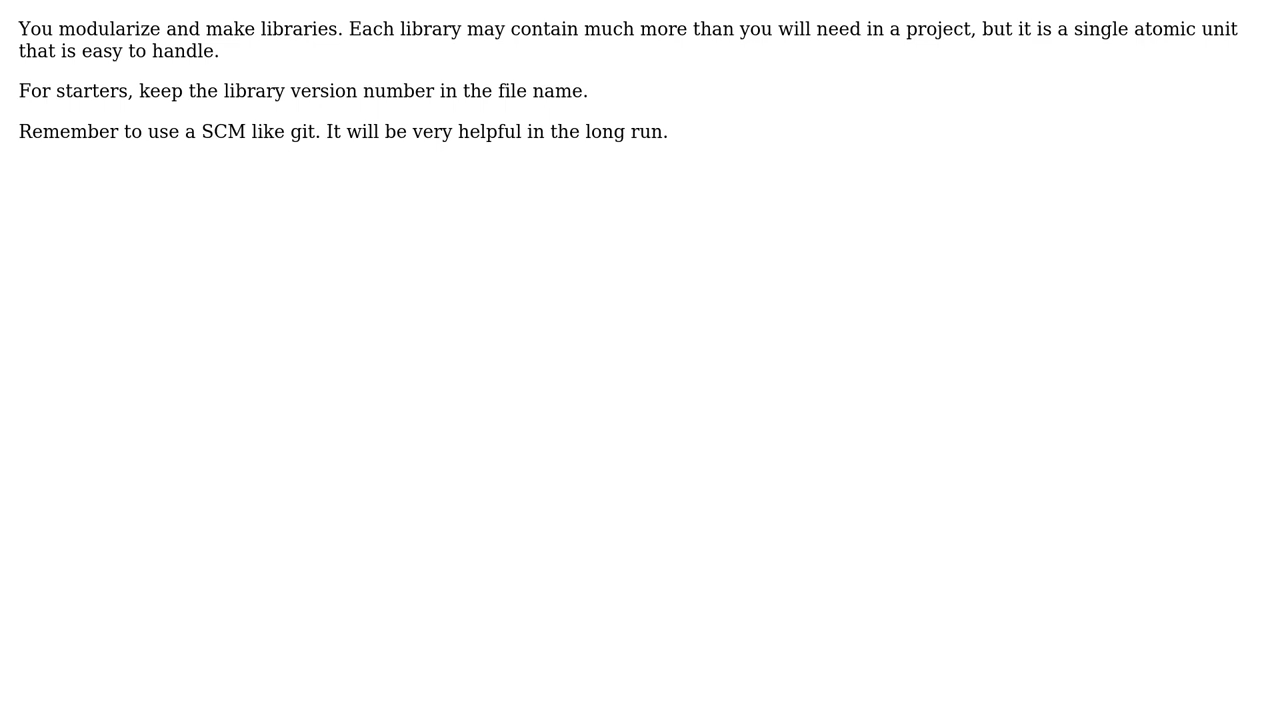 You modularize and make libraries. Each library may contain much more than you will need in a project, but it is a single atomic unit
that is easy to handle.
For starters, keep the library version number in the file name.
Remember to use a SCM like git. It will be very helpful in the long run.